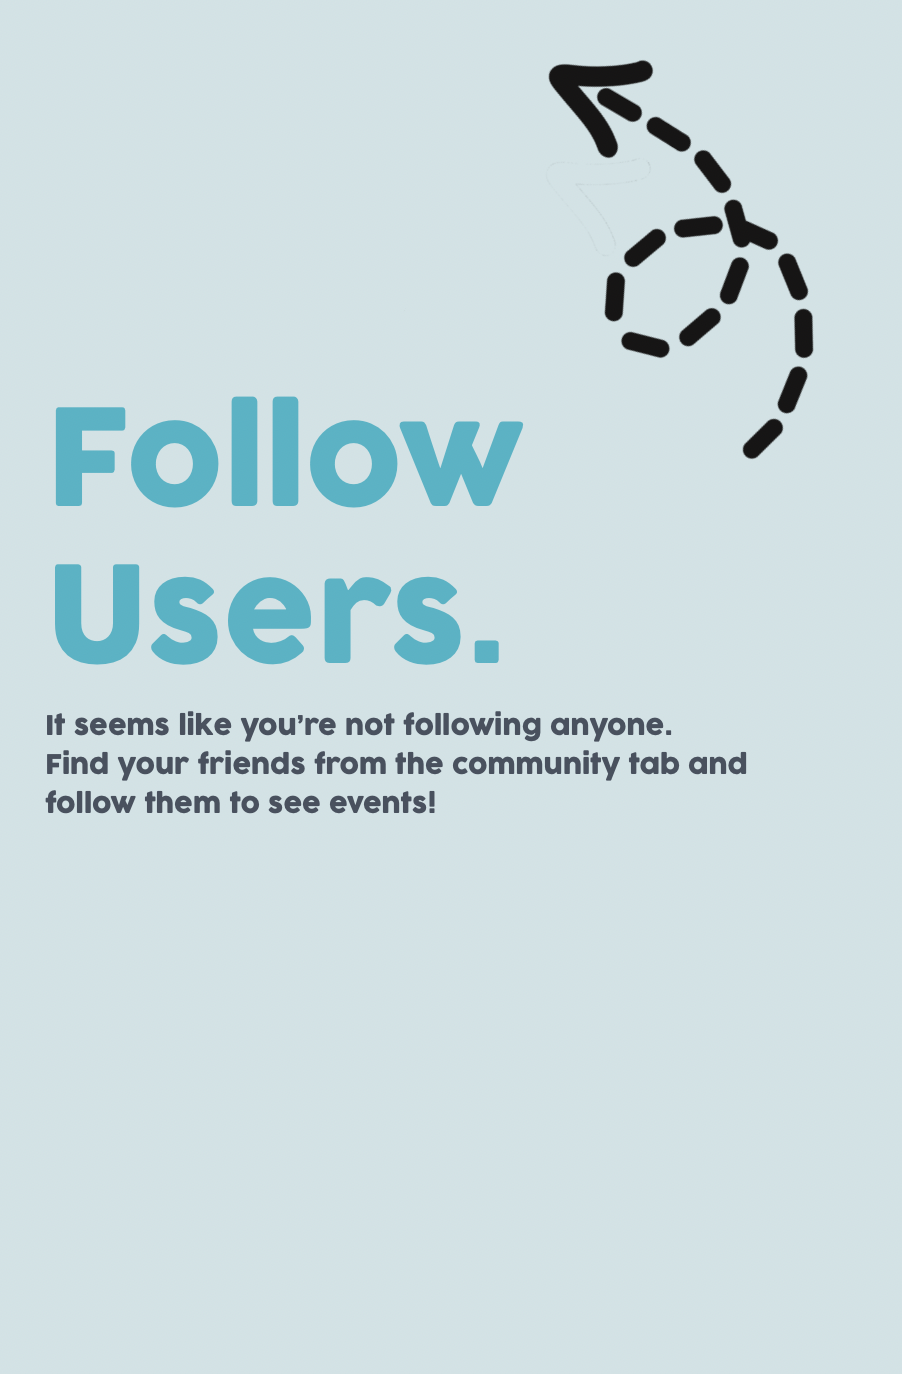 Follow
Users.
It seems like you’re not following anyone.
Find your friends from the community tab and
follow them to see events!